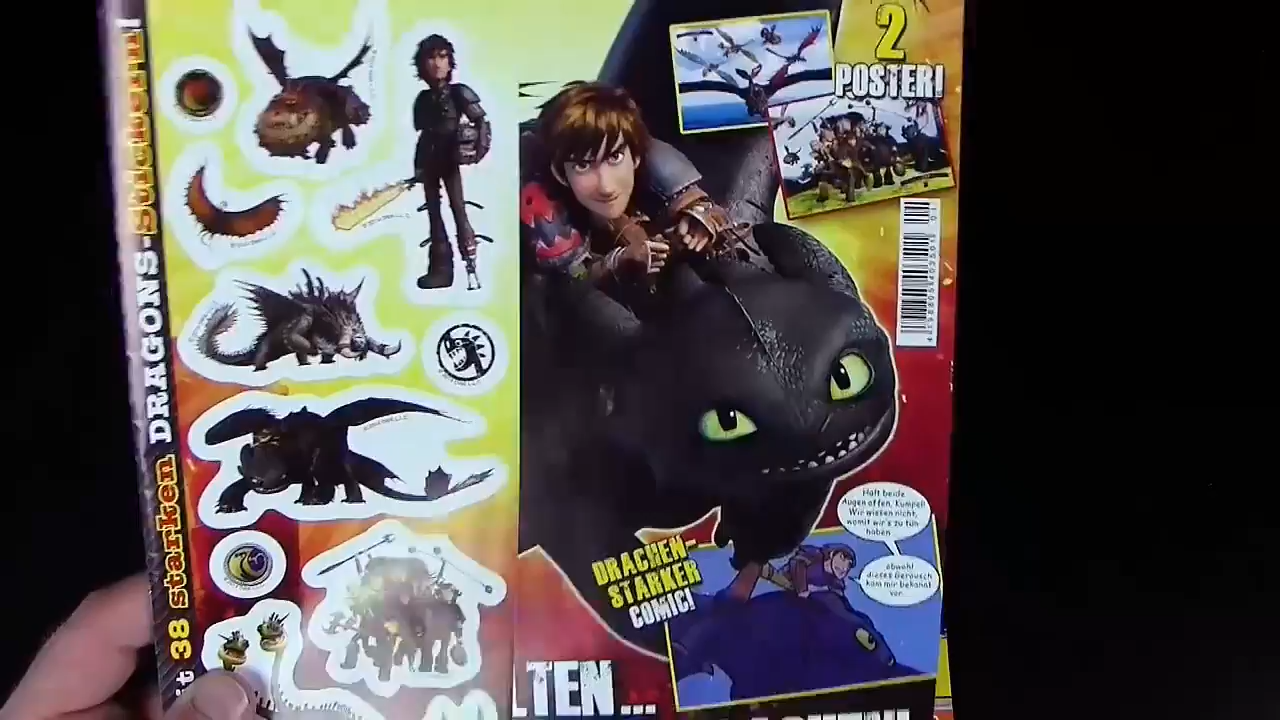 it 38 starken DRAGONS-Stickern!
2
POSTER!
DRACHEN-
STARKER
COMIC!
Halt beide
Augen offen, Kumpel!
Wir wissen nicht,
womit wir's zu tun
haben ...
... obwohl
dieses Geräusch
kam mir bekannt
vor.
LTEN...